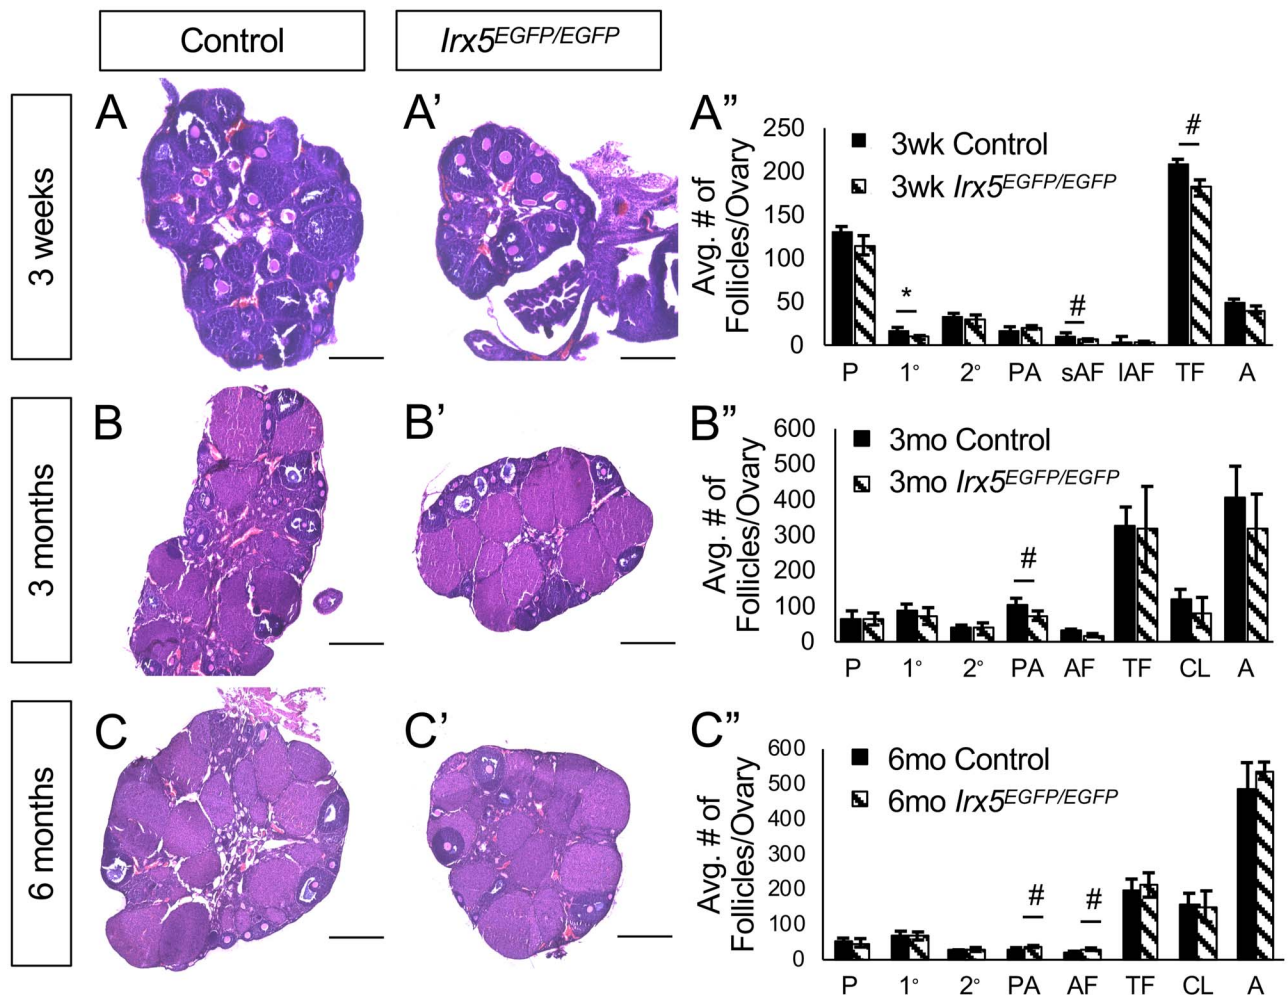 Control
Irx5EGFP/EGFP
3 weeks
A
A′
A″
Avg. # of
Follicles/Ovary
250
200
150
100
50
0
3wk Control
3wk Irx5EGFP/EGFP
*
#
#
P 1° 2° PA sAF lAF TF A
3 months
B
B′
B″
Avg. # of
Follicles/Ovary
600
500
400
300
200
100
0
3mo Control
3mo Irx5EGFP/EGFP
#
P 1° 2° PA AF TF CL A
6 months
C
C′
C″
Avg. # of
Follicles/Ovary
600
500
400
300
200
100
0
6mo Control
6mo Irx5EGFP/EGFP
# #
P 1° 2° PA AF TF CL A